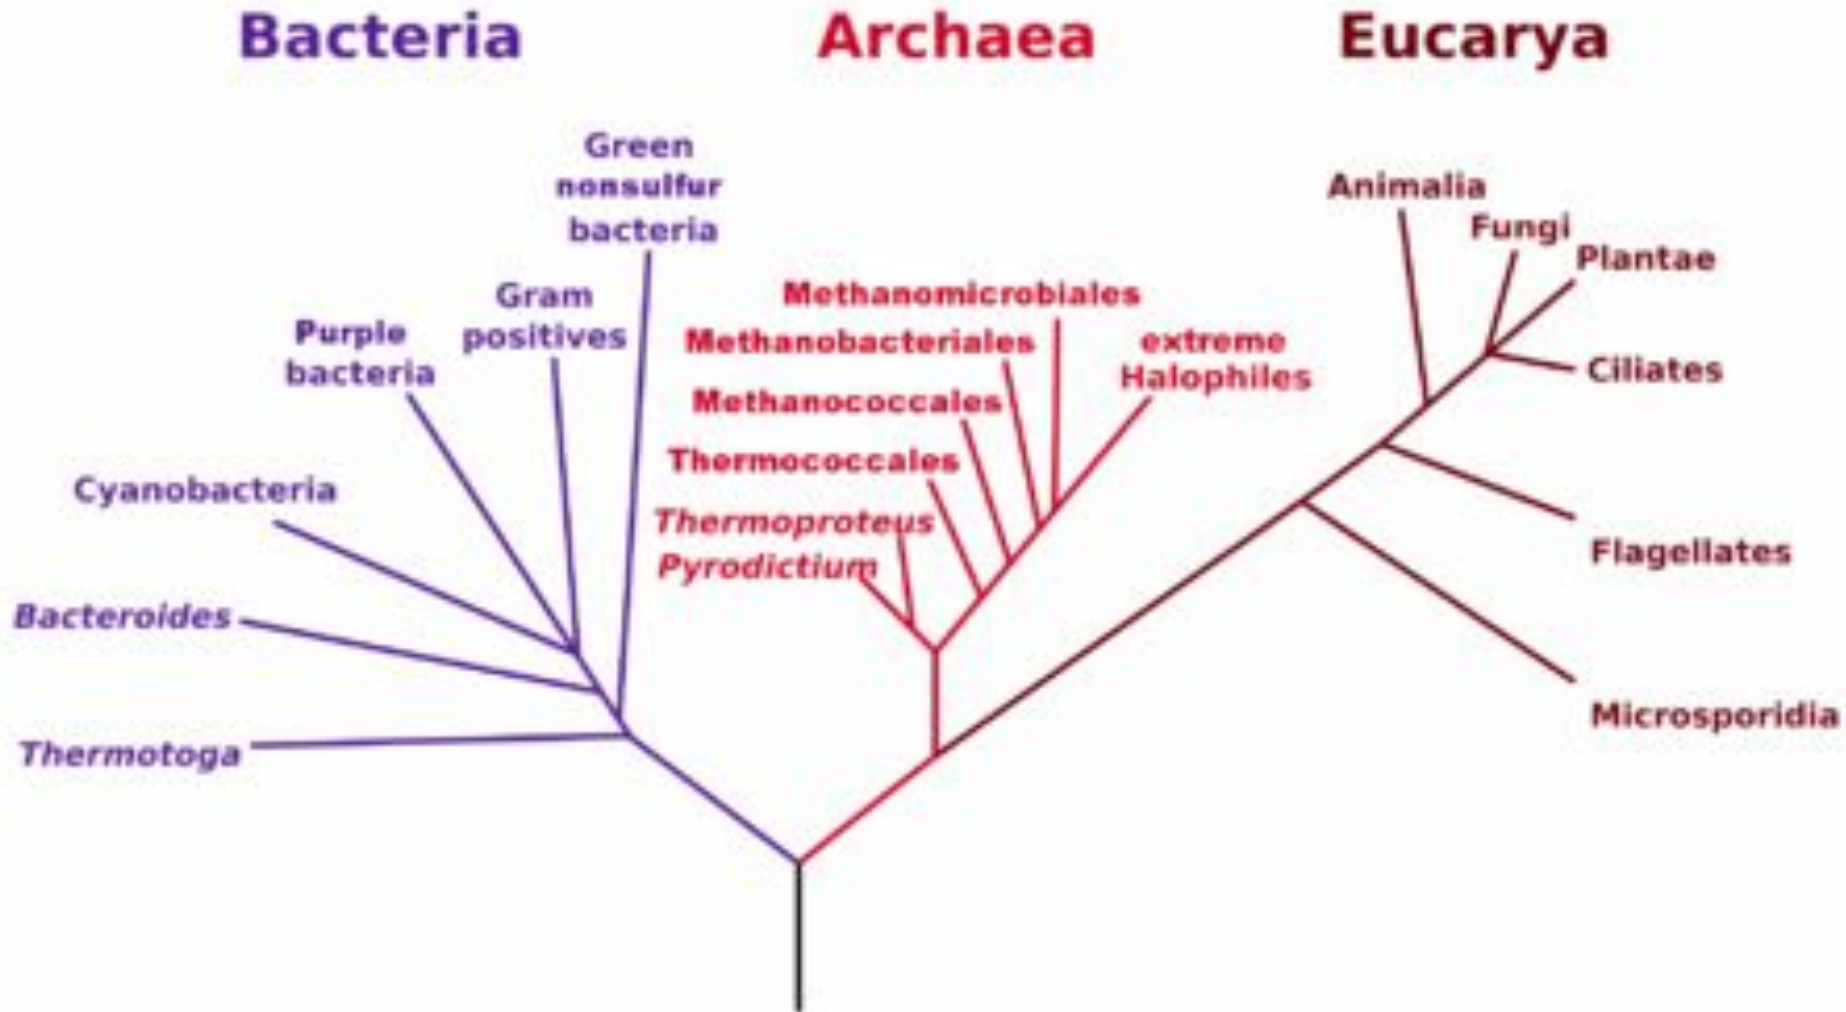 Bacteria
Archaea
Eucarya
Green
nonsulfur
bacteria
Gram
positives
Purple
bacteria
Cyanobacteria
Bacteroides
Thermotoga
Methanomicrobiales
Methanobacteriales
extreme
Halophiles
Methanococcales
Thermococcales
Thermoproteus
Pyrodictium
Animalia
Fungi
Plantae
Ciliates
Flagellates
Microsporidia